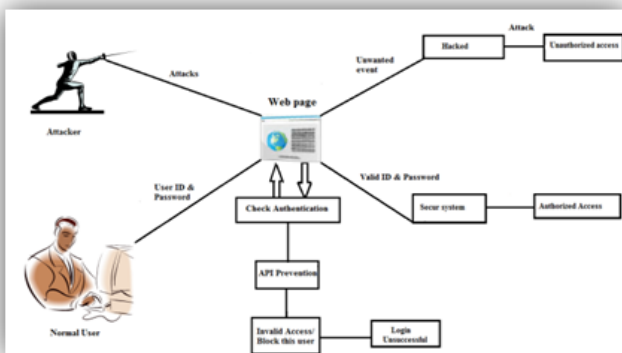 Attack
Hacked
Unauthorized access
Unwanted
event
Attacks
Web page
Attacker
User ID &
Password
Valid ID & Password
Check Authentication
Secur system
Authorized Access
API Prevention
Normal User
Invalid Access/
Block this user
Login
Unsuccessful